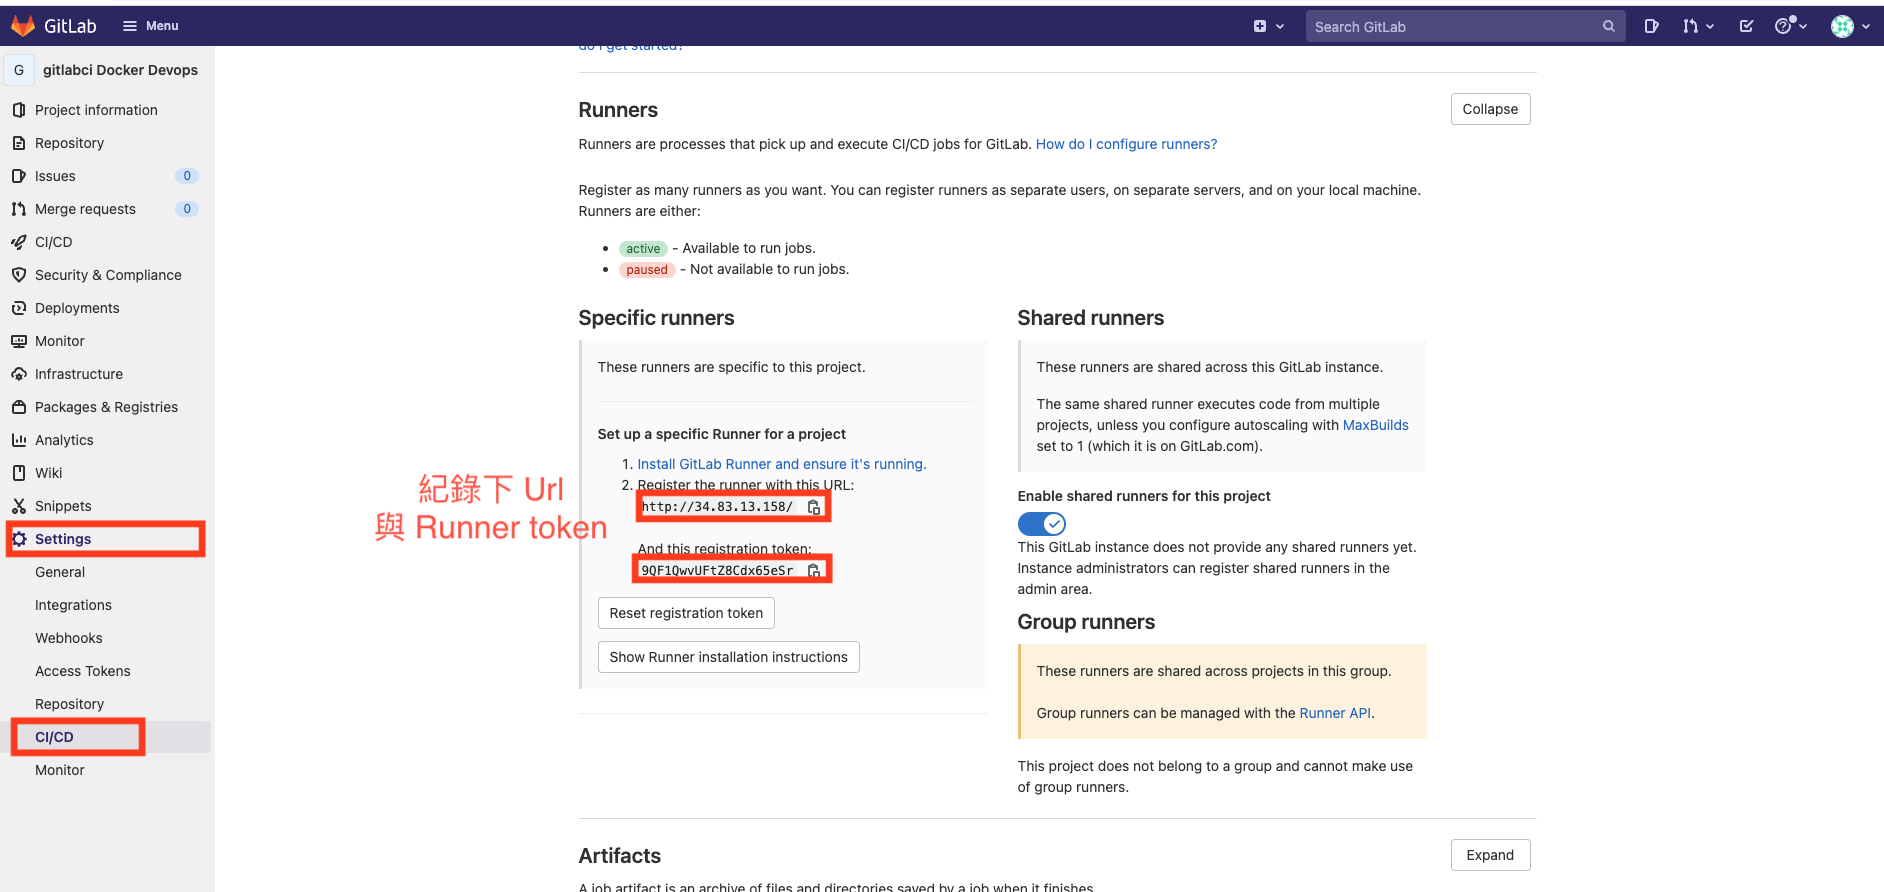 GitLab
Menu
Search GitLab
G
gitlabci Docker Devops
Project information
Repository
Issues 0
Merge requests 0
CI/CD
Security & Compliance
Deployments
Monitor
Infrastructure
Packages & Registries
Analytics
Wiki
Snippets
Settings
General
Integrations
Webhooks
Access Tokens
Repository
CI/CD
Monitor
do I get started?
Runners
Collapse
Runners are processes that pick up and execute CI/CD jobs for GitLab. How do I configure runners?
Register as many runners as you want. You can register runners as separate users, on separate servers, and on your local machine.
Runners are either:
active - Available to run jobs.
paused - Not available to run jobs.
Specific runners
These runners are specific to this project.
Set up a specific Runner for a project
1. Install GitLab Runner and ensure it's running.
2. Register the runner with this URL:
http://34.83.13.158/
And this registration token:
9QF1QwvUFtZ8Cdx65eSr
紀錄下 Url
與 Runner token
Reset registration token
Show Runner installation instructions
Shared runners
These runners are shared across this GitLab instance.
The same shared runner executes code from multiple
projects, unless you configure autoscaling with MaxBuilds
set to 1 (which it is on GitLab.com).
Enable shared runners for this project
This GitLab instance does not provide any shared runners yet.
Instance administrators can register shared runners in the
admin area.
Group runners
These runners are shared across projects in this group.
Group runners can be managed with the Runner API.
This project does not belong to a group and cannot make use
of group runners.
Artifacts
Expand
A job artifact is an archive of files and directories saved by a job when it finishes.